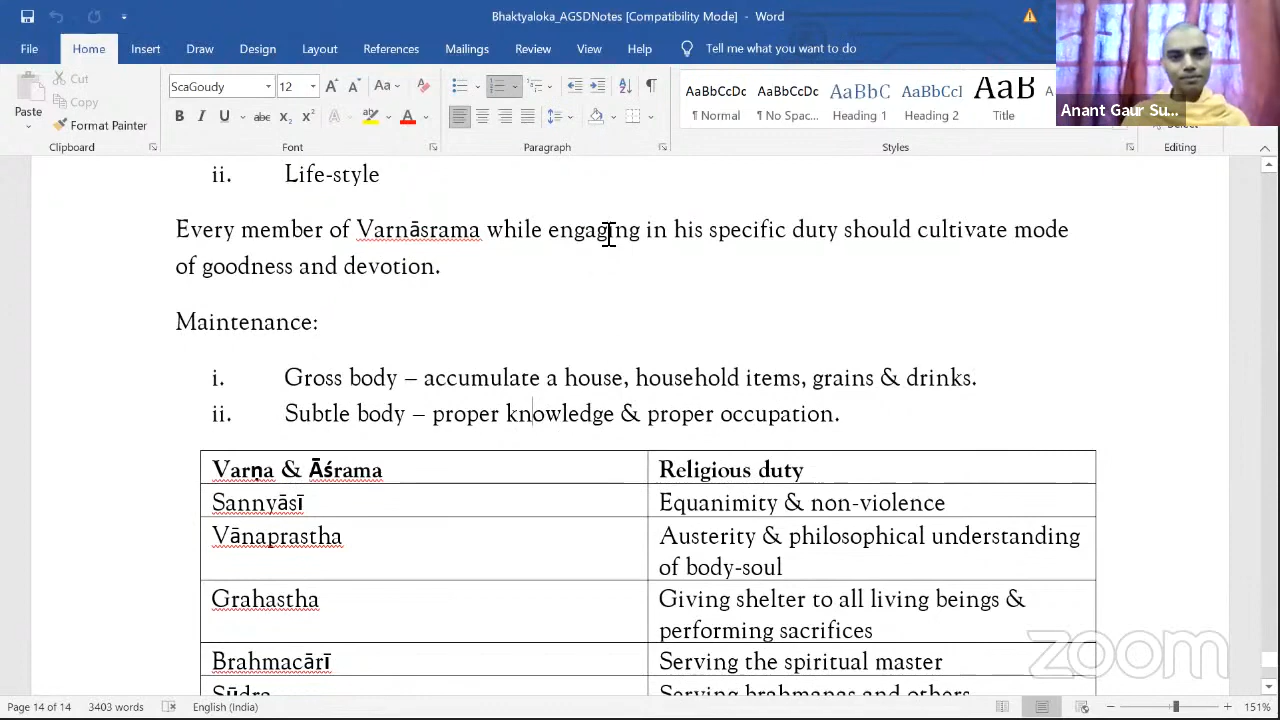 Bhaktyaloka_AGSDNotes [Compatibility Mode] - Word
File Home Insert Draw Design Layout References Mailings Review View Help Tell me what you want to do
Cut
Copy
Paste Format Painter
Clipboard
ScaGoudy 12
Font
Paragraph
AaBbCcDc AaBbCcDc AaBbC AaBbCcI AaB
¶ Normal ¶ No Spac... Heading 1 Heading 2 Title
Styles
Editing
Anant Gaur Su...
ii. Life-style
Every member of Varnāsrama while engaging in his specific duty should cultivate mode
of goodness and devotion.
Maintenance:
i. Gross body – accumulate a house, household items, grains & drinks.
ii. Subtle body – proper knowledge & proper occupation.
Varṇa & Āśrama Religious duty
Sannyāsī Equanimity & non-violence
Vānaprastha Austerity & philosophical understanding
of body-soul
Grahastha Giving shelter to all living beings &
performing sacrifices
Brahmacārī Serving the spiritual master
Sūdra Serving brahmanas and others
zoom
Page 14 of 14 3403 words English (India) 151%